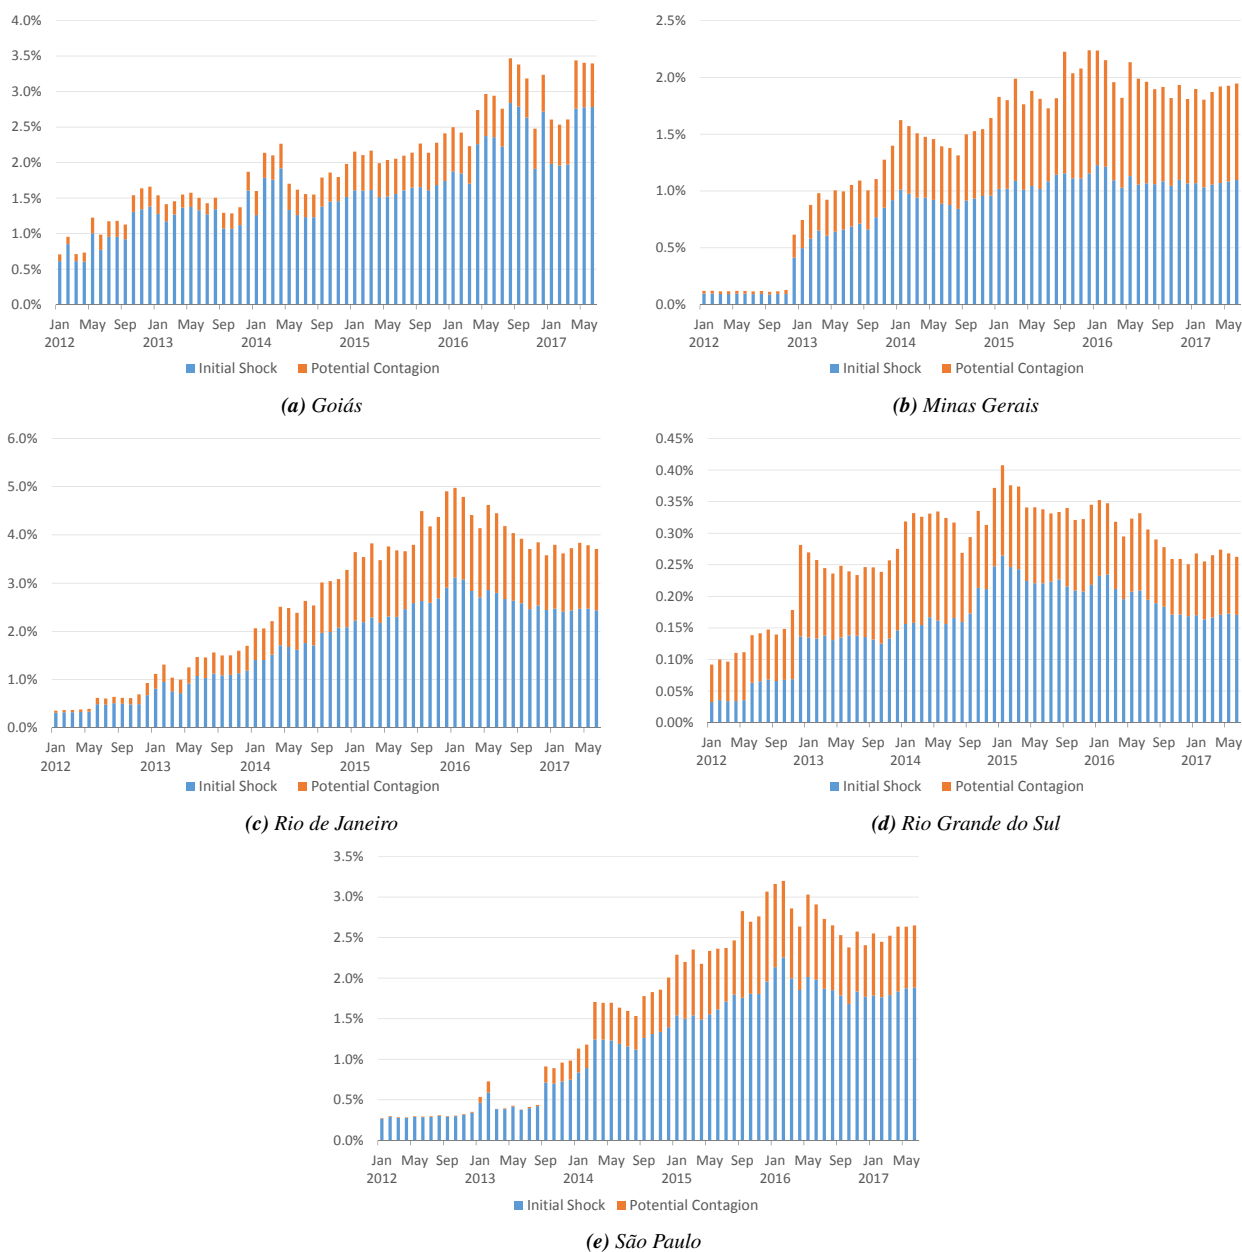 4.0%
3.5%
3.0%
2.5%
2.0%
1.5%
1.0%
0.5%
0.0%
Jan May Sep Jan May Sep Jan May Sep Jan May Sep Jan May Sep Jan May
2012 2013 2014 2015 2016 2017
Initial Shock Potential Contagion
(a) Goiás
2.5%
2.0%
1.5%
1.0%
0.5%
0.0%
Jan May Sep Jan May Sep Jan May Sep Jan May Sep Jan May Sep Jan May
2012 2013 2014 2015 2016 2017
Initial Shock Potential Contagion
(b) Minas Gerais
6.0%
5.0%
4.0%
3.0%
2.0%
1.0%
0.0%
Jan May Sep Jan May Sep Jan May Sep Jan May Sep Jan May Sep Jan May
2012 2013 2014 2015 2016 2017
Initial Shock Potential Contagion
(c) Rio de Janeiro
0.45%
0.40%
0.35%
0.30%
0.25%
0.20%
0.15%
0.10%
0.05%
0.00%
Jan May Sep Jan May Sep Jan May Sep Jan May Sep Jan May Sep Jan May
2012 2013 2014 2015 2016 2017
Initial Shock Potential Contagion
(d) Rio Grande do Sul
3.5%
3.0%
2.5%
2.0%
1.5%
1.0%
0.5%
0.0%
Jan May Sep Jan May Sep Jan May Sep Jan May Sep Jan May Sep Jan May
2012 2013 2014 2015 2016 2017
Initial Shock Potential Contagion
(e) São Paulo